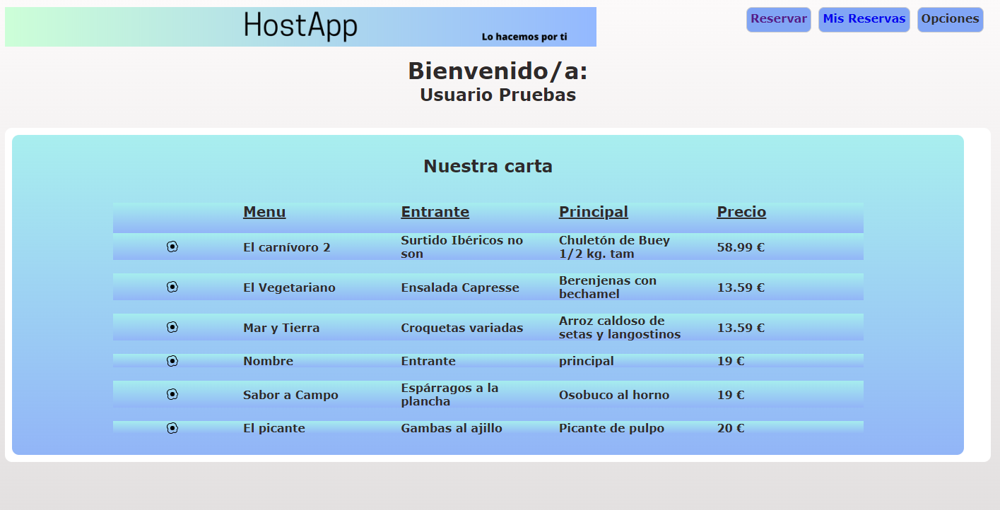 HostApp
Lo hacemos por ti
Reservar Mis Reservas Opciones
Bienvenido/a:
Usuario Pruebas
Nuestra carta
Menu Entrante Principal Precio
El carnívoro 2 Surtido Ibéricos no son Chuletón de Buey 1/2 kg. tam 58.99 €
El Vegetariano Ensalada Capresse Berenjenas con bechamel 13.59 €
Mar y Tierra Croquetas variadas Arroz caldoso de setas y langostinos 13.59 €
Nombre Entrante principal 19 €
Sabor a Campo Espárragos a la plancha Osobuco al horno 19 €
El picante Gambas al ajillo Picante de pulpo 20 €